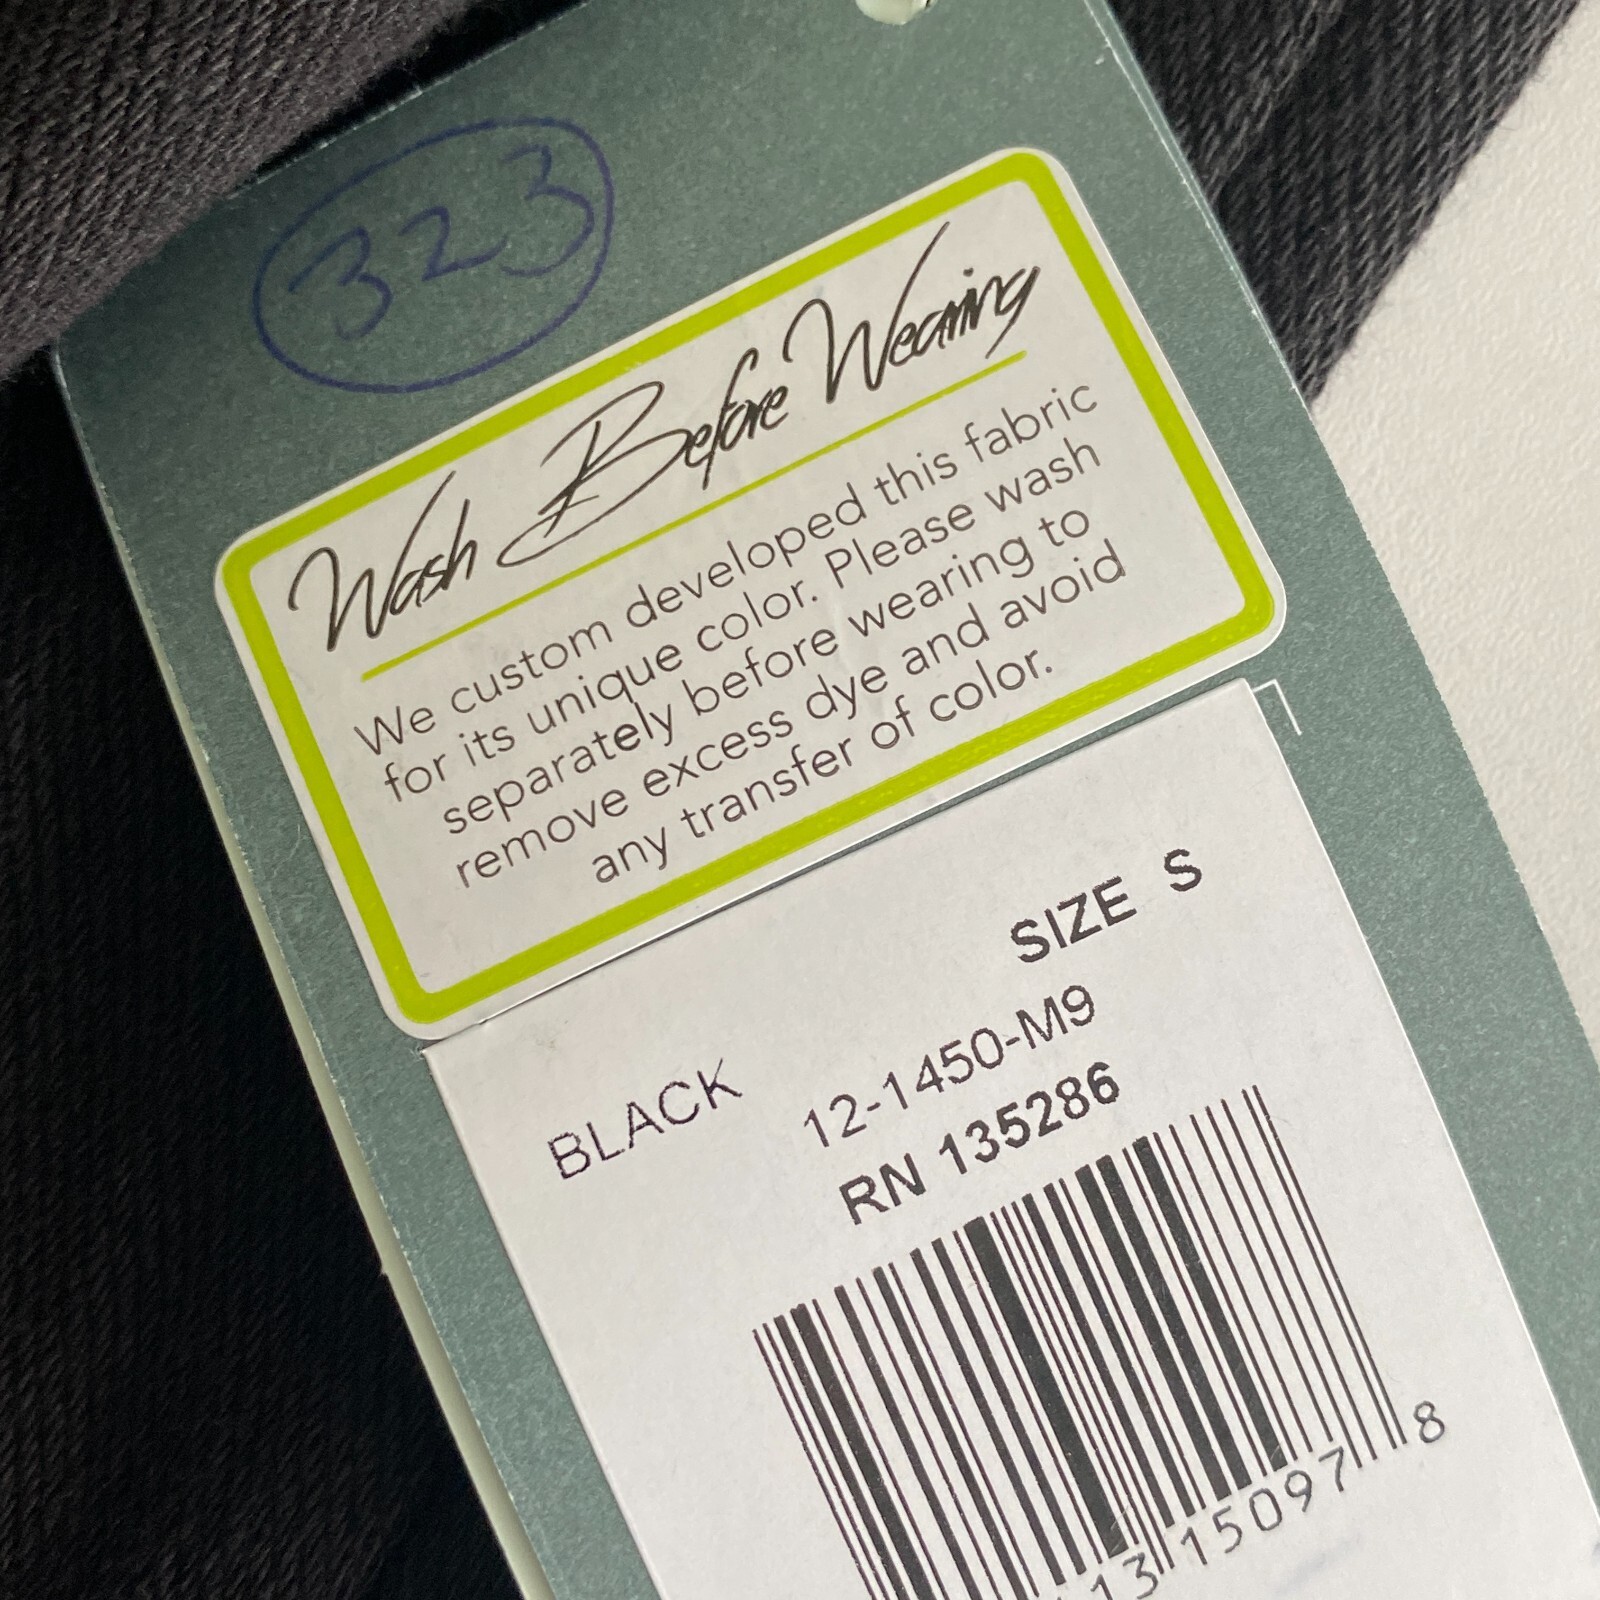 323
Wash Before Wearing
We custom developed this fabric
for its unique color. Please wash
separately before wearing to
remove excess dye and avoid
any transfer of color.
SIZE S
BLACK 12-1450-M9
RN 135286
13 15097 8